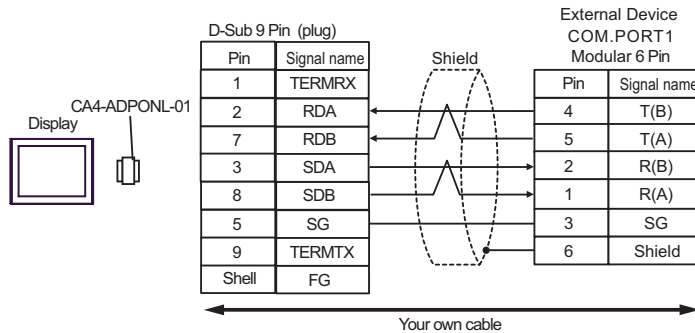 External Device
COM.PORT1
Modular 6 Pin
D-Sub 9 Pin (plug)
Shield
Pin Signal name
Pin Signal name
1 TERMRX
CA4-ADPONL-01
Display
2 RDA
4 T(B)
7 RDB
5 T(A)
3 SDA
2 R(B)
8 SDB
1 R(A)
5 SG
3 SG
9 TERMTX
6 Shield
Shell FG
Your own cable